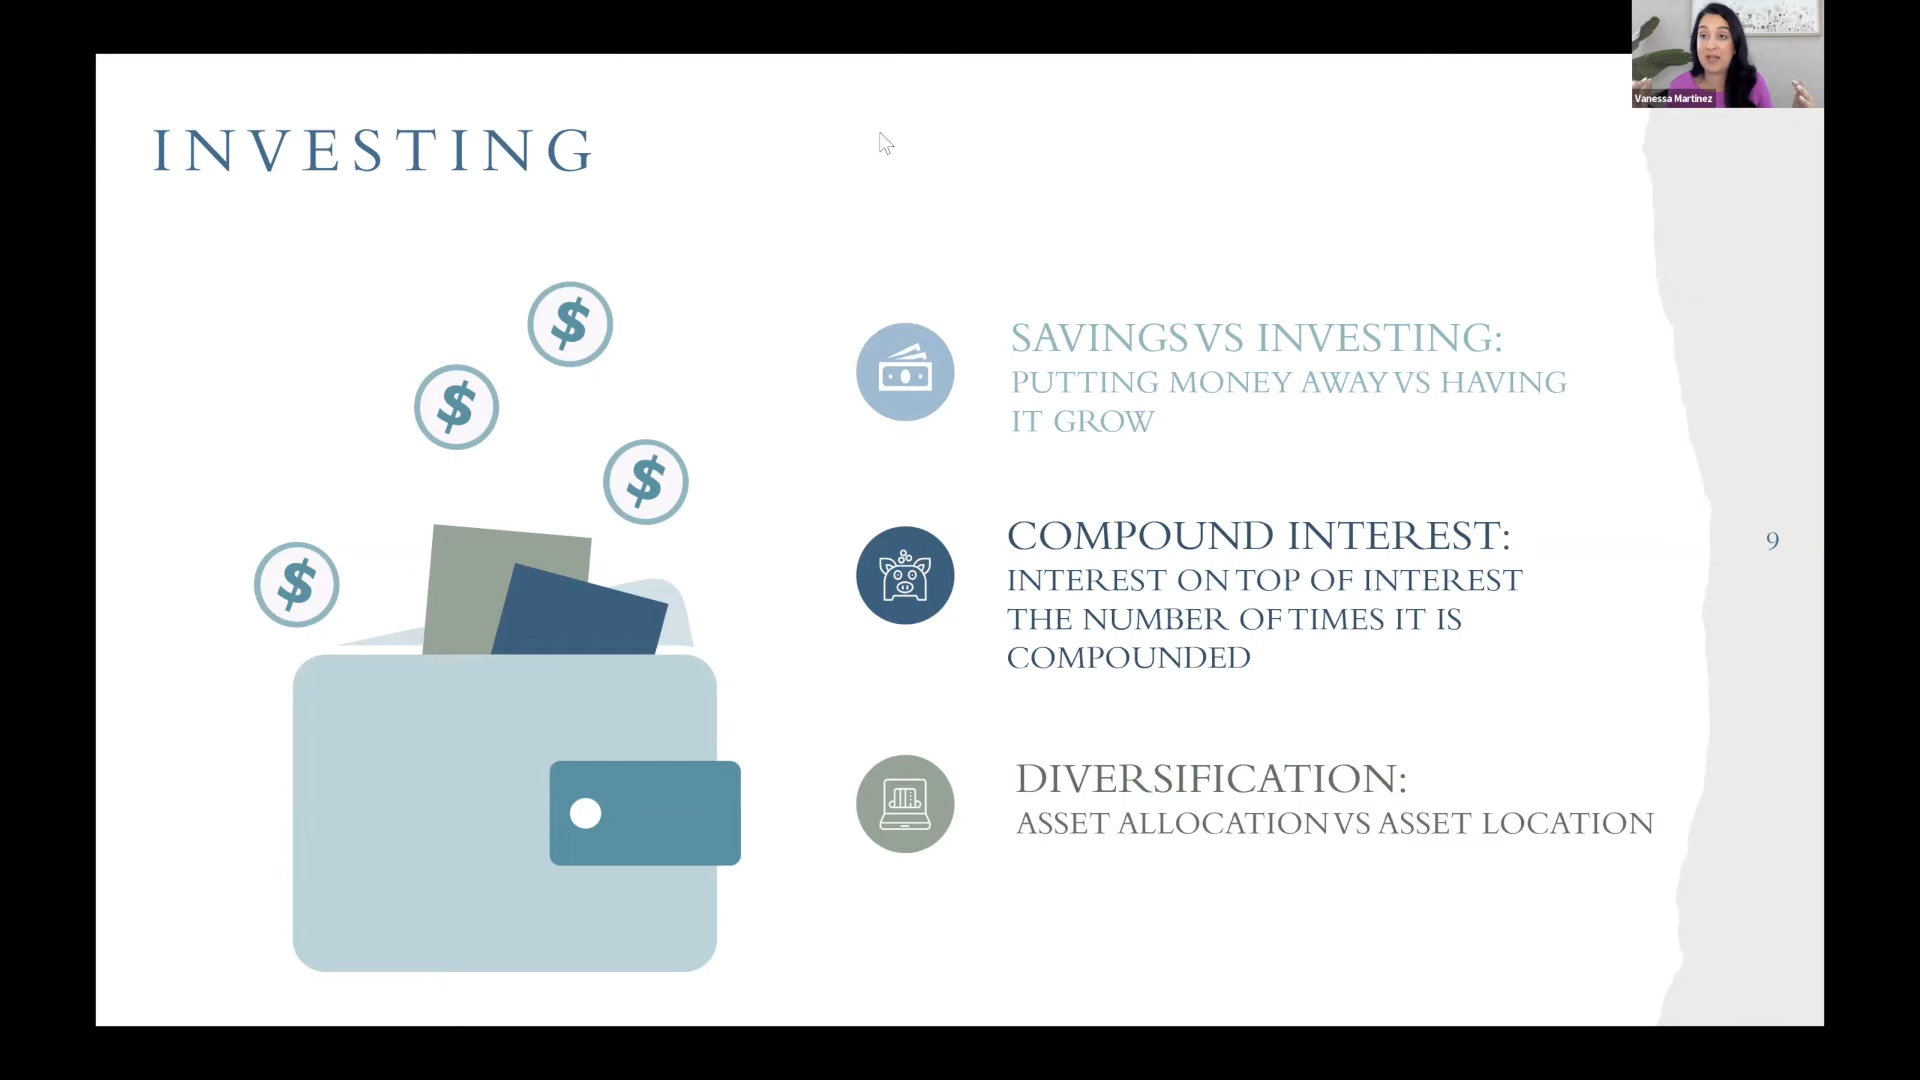 Vanessa Martinez
INVESTING
$
$
$
$
SAVINGS VS INVESTING:
PUTTING MONEY AWAY VS HAVING
IT GROW
COMPOUND INTEREST:
INTEREST ON TOP OF INTEREST
THE NUMBER OF TIMES IT IS
COMPOUNDED
9
DIVERSIFICATION:
ASSET ALLOCATION VS ASSET LOCATION